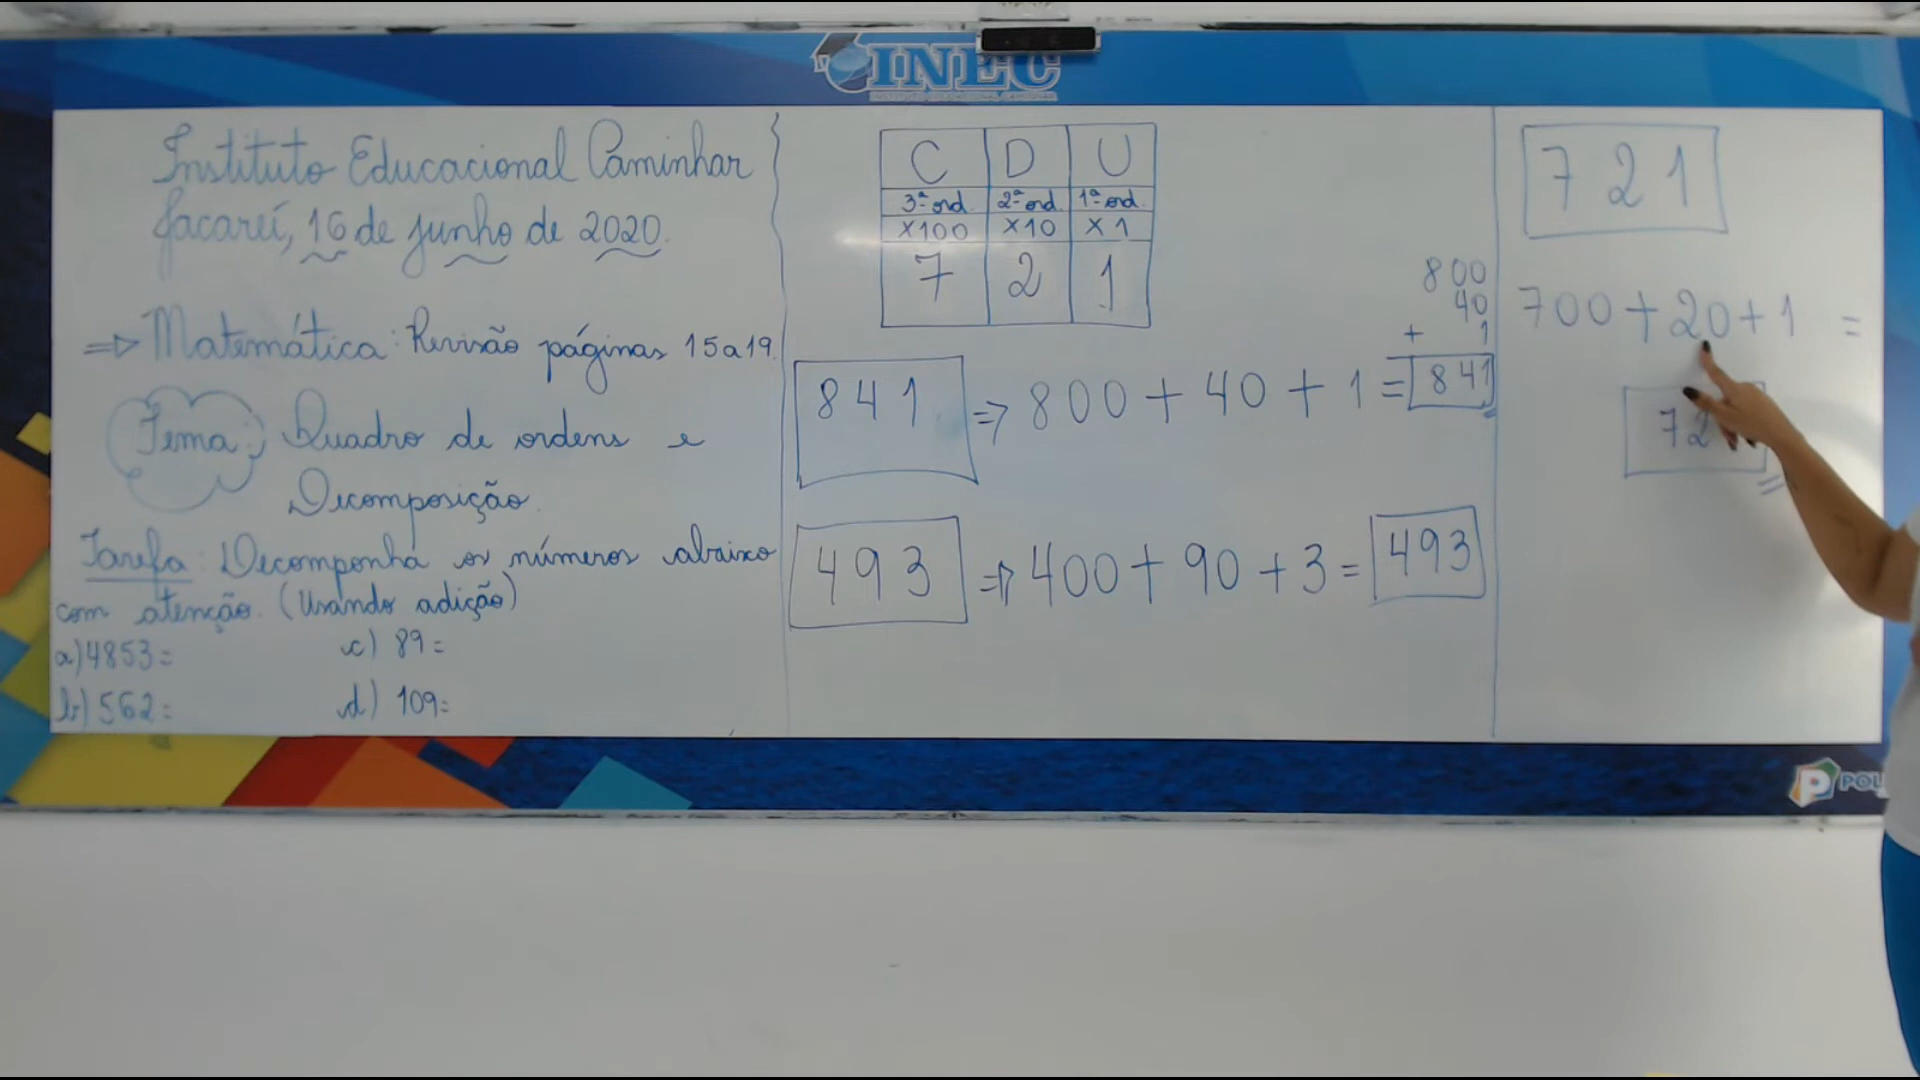 INEC
Instituto Educacional Caminhar
Jacareí, 16 de junho de 2020.
=> Matemática: Revisão páginas 15 a 19.
Tema: Quadro de ordens e
Decomposição.
Tarefa: Decomponha os números abaixo
com atenção. (Usando adição)
a) 4853=
c) 89=
b) 562=
d) 109=
C D U
3ª ord. 2ª ord. 1ª ord.
X100 X10 X1
7 2 1
800
40
+ 1
841
841 => 800 + 40 + 1 =
493 => 400 + 90 + 3 = 493
721
700 + 20 + 1 =
72